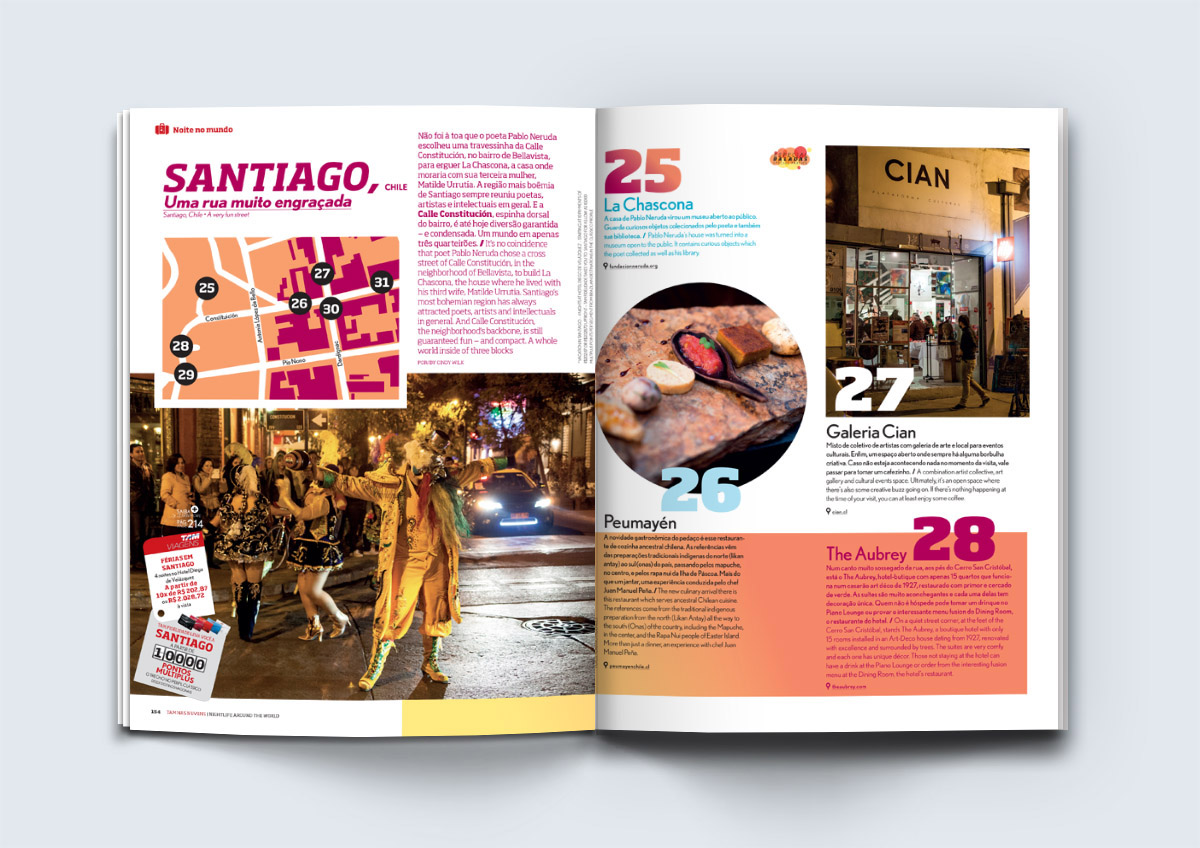 Noite no mundo
SANTIAGO, CHILE
Uma rua muito engraçada
Santiago, Chile • A very fun street
Não foi à toa que o poeta Pablo Neruda
escolheu uma travessinha da Calle
Constitución, no bairro de Bellavista,
para erguer La Chascona, a casa onde
moraria com sua terceira mulher,
Matilde Urrutia. A região mais boêmia
de Santiago sempre reuniu poetas,
artistas e intelectuais em geral. E a
Calle Constitución, espinha dorsal
do bairro, é até hoje diversão garantida
– e condensada. Um mundo em apenas
três quarteirões. / It's no coincidence
that poet Pablo Neruda chose a cross
street of Calle Constitución, in the
neighborhood of Bellavista, to build La
Chascona, the house where he lived with
his third wife, Matilde Urrutia. Santiago's
most bohemian region has always
attracted poets, artists and intellectuals
in general. And Calle Constitución,
the neighborhood's backbone, is still
guaranteed fun – and compact. A whole
world inside of three blocks
POR/BY CINDY WILK
25
27
31
26
30
28
29
Constitución
Antonia López de Bello
Pío Nono
Dardignac
CONSTITUCION
PÁG. 214
TAM
VIAGENS
FÉRIAS EM
SANTIAGO
4 noites no Hotel Diego
de Velázquez
A partir de
10x de R$ 202,87
ou R$ 2.028,72
à vista
SANTIAGO
A PARTIR DE
10000
PONTOS
MULTIPLUS
134 TAM NAS NUVENS | NIGHTLIFE AROUND THE WORLD
25
La Chascona
A casa de Pablo Neruda virou um museu aberto ao público.
Guarda curiosos objetos colecionados pelo poeta e também
sua biblioteca. / Pablo Neruda's house was turned into a
museum open to the public. It contains curious objects which
the poet collected as well as his library.
fundacionneruda.org
BALADAS
26
Peumayén
A novidade gastronômica do pedaço é esse restauran-
te de cozinha ancestral chilena. As referências vêm
das preparações tradicionais indígenas do norte (likan
antay) ao sul (onas) do país, passando pelos mapuche,
no centro, e pelos rapa nui da Ilha de Páscoa. Mais do
que um jantar, uma experiência conduzida pelo chef
Juan Manuel Peña. / The new culinary arrival there is
this restaurant which serves ancestral Chilean cuisine.
The references come from the traditional indigenous
preparation from the north (Likan Antay) all the way to
the south (Onas) of the country, including the Mapuche,
in the center, and the Rapa Nui people of Easter Island.
More than just a dinner, an experience with chef Juan
Manuel Peña.
peumayenchile.cl
CIAN
PLATAFORMA CULTURAL
27
Galeria Cian
Misto de coletivo de artistas com galeria de arte e local para eventos
culturais. Enfim, um espaço aberto onde sempre há alguma borbulha
criativa. Caso não esteja acontecendo nada no momento da visita, vale
passar para tomar um cafezinho. / A combination artist collective, art
gallery and cultural events space. Ultimately, it's an open space where
there's also some creative buzz going on. If there's nothing happening at
the time of your visit, you can at least enjoy some coffee.
cian.cl
28
The Aubrey
Num canto muito sossegado da rua, aos pés do Cerro San Cristóbal,
está o The Aubrey, hotel-butique com apenas 15 quartos que funcio-
na num casarão art déco de 1927, restaurado com primor e cercado
de verde. As suítes são muito aconchegantes e cada uma delas tem
decoração única. Quem não é hóspede pode tomar um drinque no
Piano Lounge ou provar o interessante menu fusion de Dining Room,
o restaurante do hotel. / On a quiet street corner, at the feet of the
Cerro San Cristóbal, stands The Aubrey, a boutique hotel with only
15 rooms installed in an Art-Deco house dating from 1927, renovated
with excellence and surrounded by trees. The suites are very comfy
and each one has unique décor. Those not staying at the hotel can
have a drink at the Piano Lounge or order from the interesting fusion
menu at the Dining Room, the hotel's restaurant.
theaubrey.com